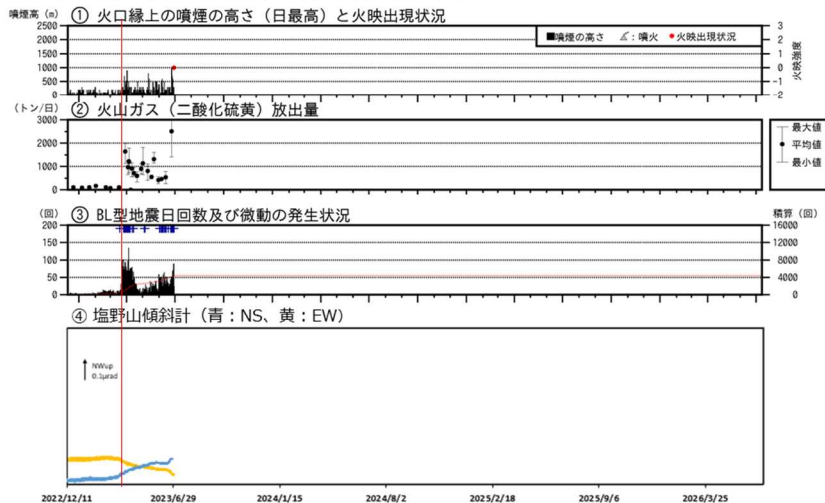 噴煙高（m） ① 火口縁上の噴煙の高さ（日最高）と火映出現状況
2500
2000
1500
1000
500
0
■噴煙の高さ ：噴火 ●火映出現状況
3
2
1
0
-1
-2
火映強度
（トン/日） ② 火山ガス（二酸化硫黄）放出量
3000
2000
1000
0
最大値
平均値
最小値
（回） ③ BL型地震日回数及び微動の発生状況 積算（回）
200
150
100
50
0
16000
12000
8000
4000
0
④ 塩野山傾斜計（青：NS、黄：EW）
NWup
0.1μrad
2022/12/11 2023/6/29 2024/1/15 2024/8/2 2025/2/18 2025/9/6 2026/3/25